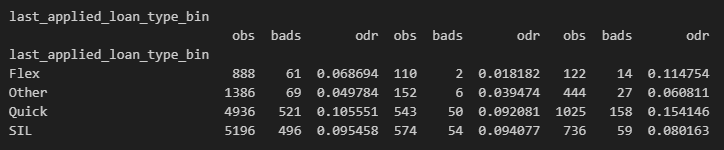 last_applied_loan_type_bin
obs bads odr obs bads odr obs bads odr
last_applied_loan_type_bin
Flex 888 61 0.068694 110 2 0.018182 122 14 0.114754
Other 1386 69 0.049784 152 6 0.039474 444 27 0.060811
Quick 4936 521 0.105551 543 50 0.092081 1025 158 0.154146
SIL 5196 496 0.095458 574 54 0.094077 736 59 0.080163